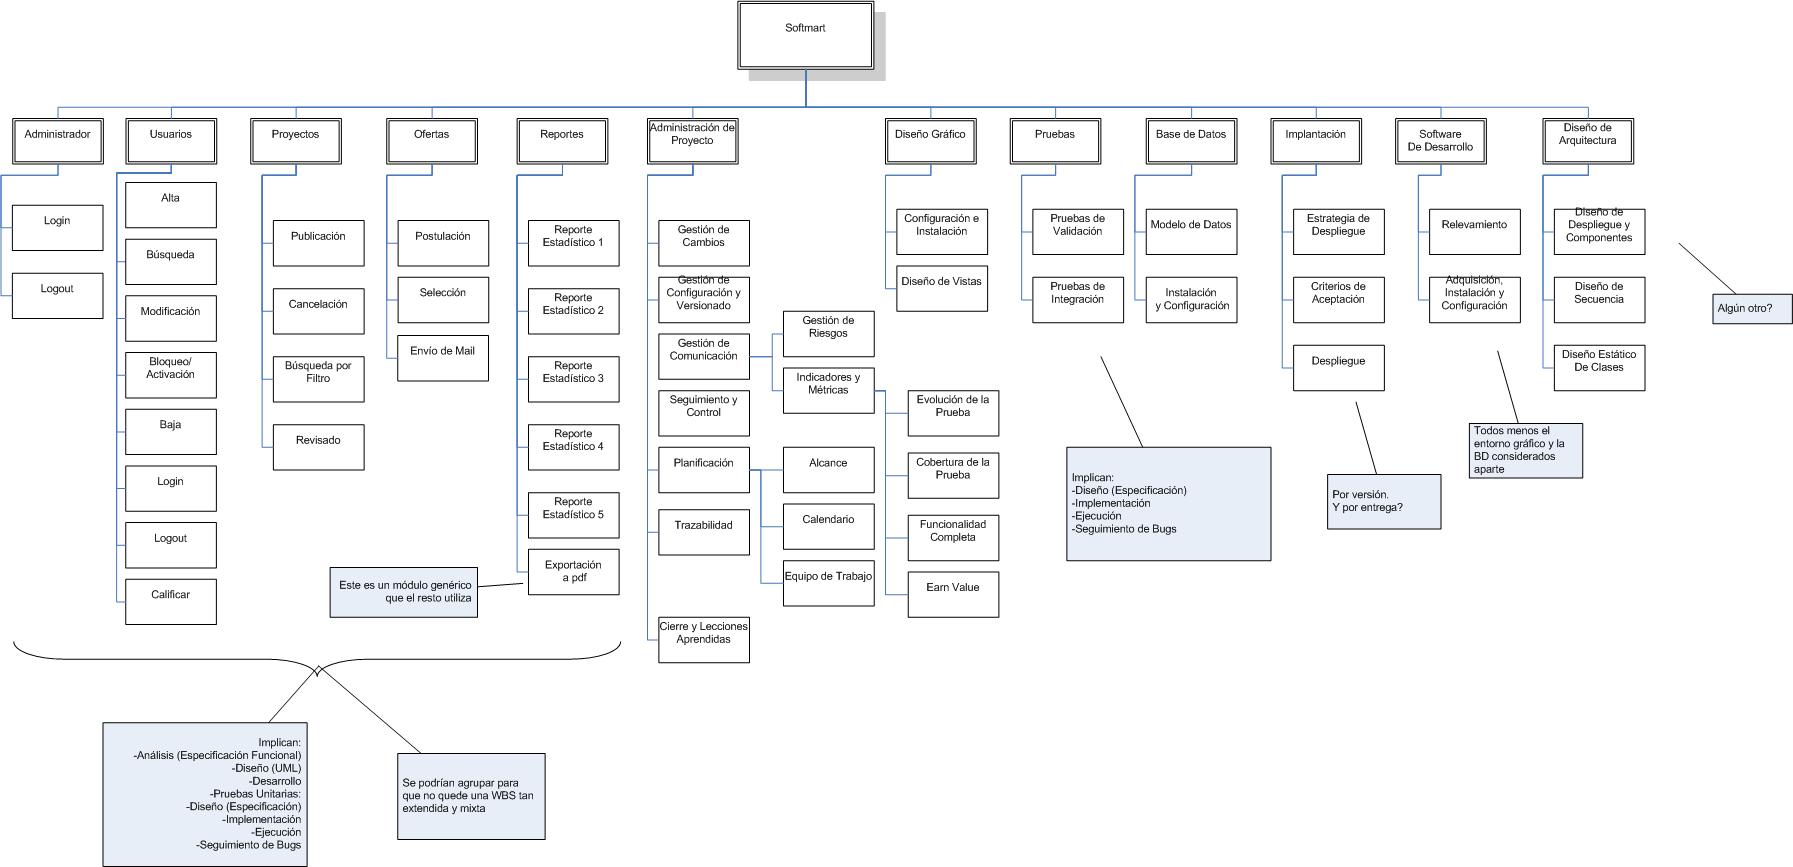 Softmart
Administrador
Usuarios
Proyectos
Ofertas
Reportes
Administración de
Proyecto
Diseño Gráfico
Pruebas
Base de Datos
Implantación
Software
De Desarrollo
Diseño de
Arquitectura
Login
Logout
Alta
Búsqueda
Modificación
Bloqueo/
Activación
Baja
Login
Logout
Calificar
Publicación
Cancelación
Búsqueda por
Filtro
Revisado
Postulación
Selección
Envío de Mail
Reporte
Estadístico 1
Reporte
Estadístico 2
Reporte
Estadístico 3
Reporte
Estadístico 4
Reporte
Estadístico 5
Exportación
a pdf
Este es un módulo genérico
que el resto utiliza
Gestión de
Cambios
Gestión de
Configuración y
Versionado
Gestión de
Comunicación
Seguimiento y
Control
Planificación
Trazabilidad
Cierre y Lecciones
Aprendidas
Gestión de
Riesgos
Indicadores y
Métricas
Alcance
Calendario
Equipo de Trabajo
Evolución de la
Prueba
Cobertura de la
Prueba
Funcionalidad
Completa
Earn Value
Configuración e
Instalación
Diseño de Vistas
Pruebas de
Validación
Pruebas de
Integración
Implican:
-Diseño (Especificación)
-Implementación
-Ejecución
-Seguimiento de Bugs
Modelo de Datos
Instalación
y Configuración
Estrategia de
Despliegue
Criterios de
Aceptación
Despliegue
Por versión.
Y por entrega?
Relevamiento
Adquisición,
Instalación y
Configuración
Todos menos el
entorno gráfico y la
BD considerados
aparte
Diseño de
Despliegue y
Componentes
Diseño de
Secuencia
Diseño Estático
De Clases
Algún otro?
Implican:
-Análisis (Especificación Funcional)
-Diseño (UML)
-Desarrollo
-Pruebas Unitarias:
-Diseño (Especificación)
-Implementación
-Ejecución
-Seguimiento de Bugs
Se podrían agrupar para
que no quede una WBS tan
extendida y mixta